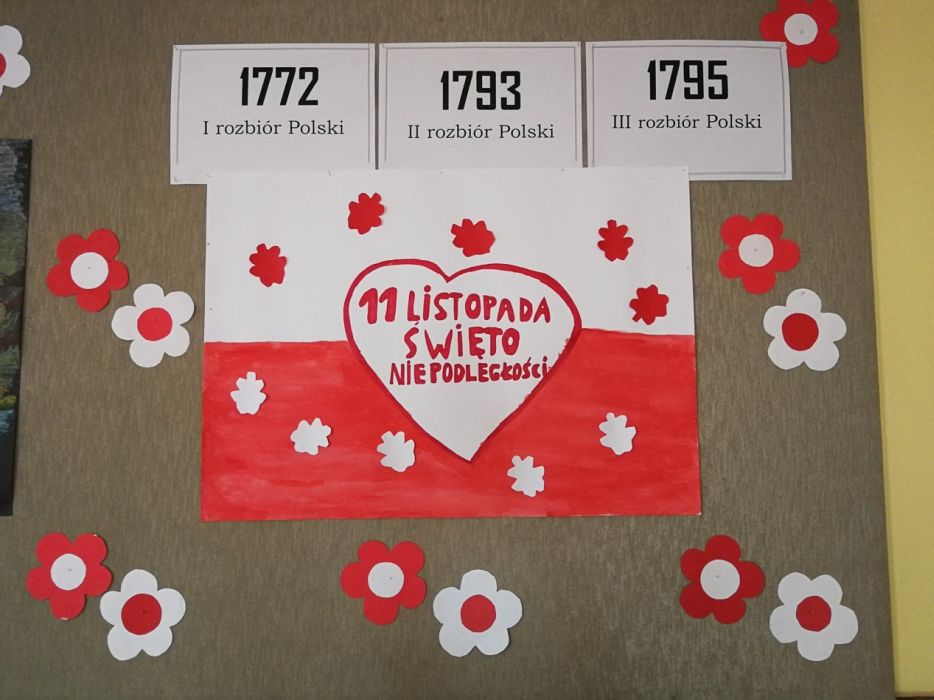 1772
I rozbiór Polski
1793
II rozbiór Polski
1795
III rozbiór Polski
11 LISTOPADA
ŚWIĘTO
NIEPODLEGŁOŚCI